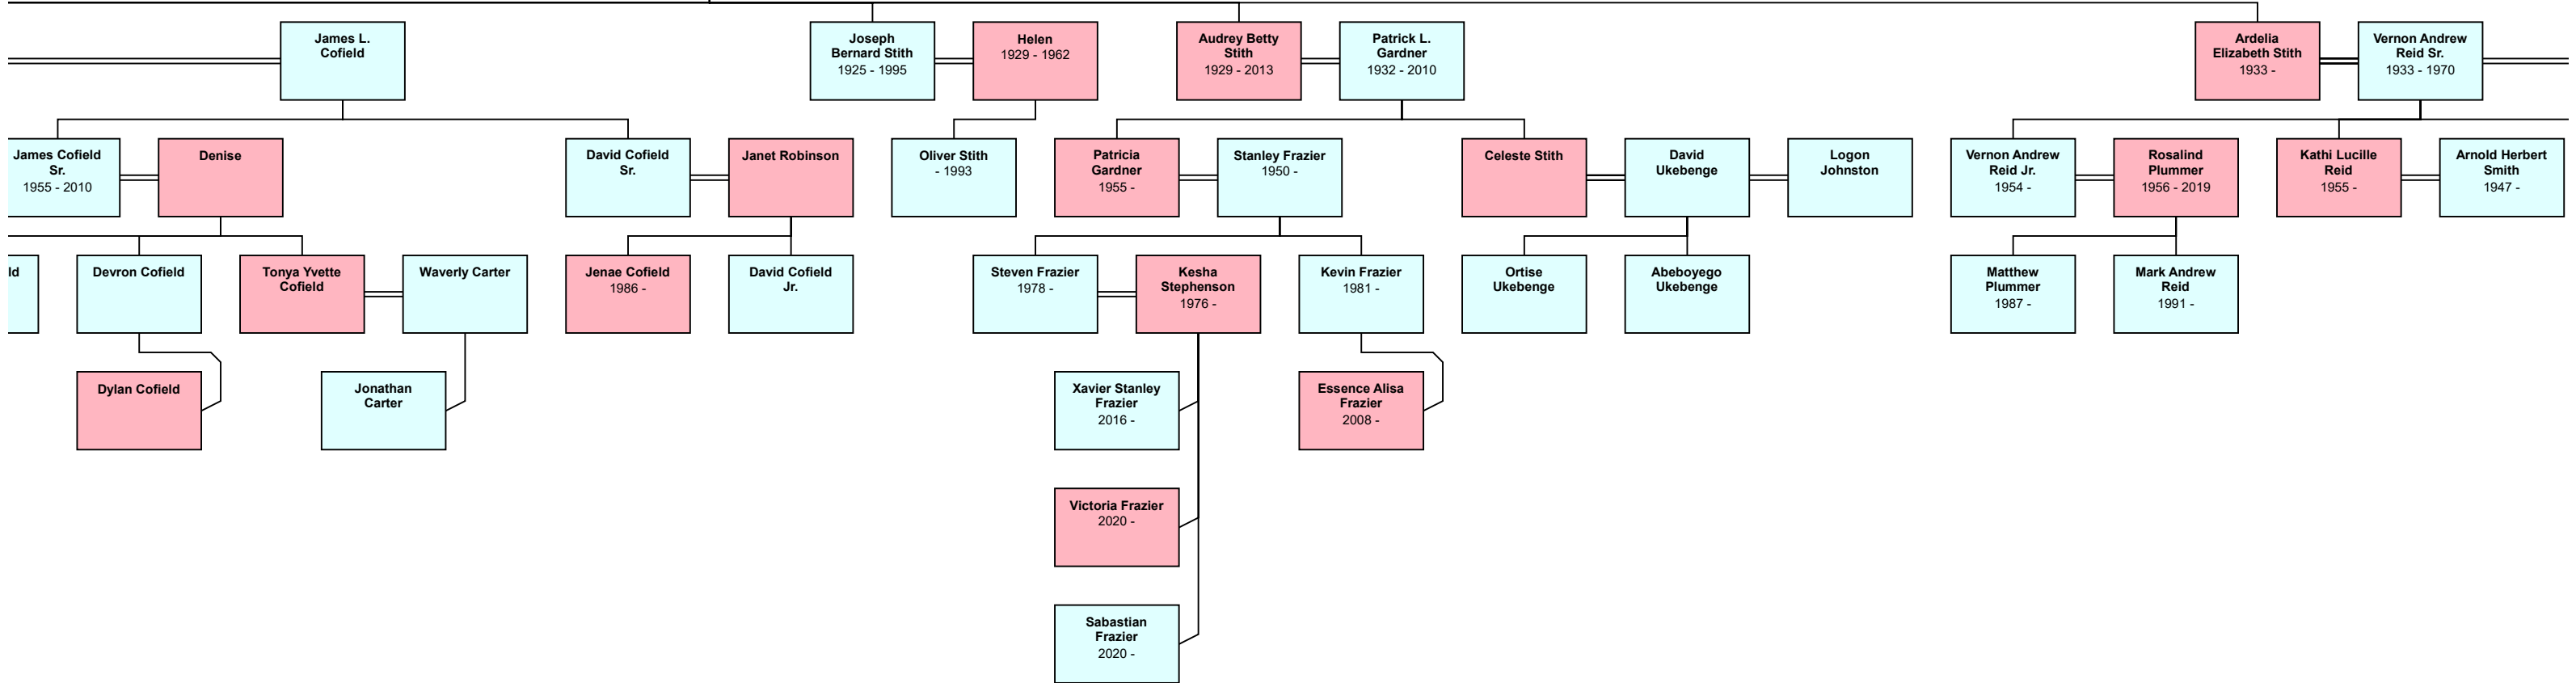 James L.
Cofield
Joseph
Bernard Stith
1925 - 1995
Helen
1929 - 1962
Audrey Betty
Stith
1929 - 2013
Patrick L.
Gardner
1932 - 2010
Ardelia
Elizabeth Stith
1933 -
Vernon Andrew
Reid Sr.
1933 - 1970
James Cofield
Sr.
1955 - 2010
Denise
David Cofield
Sr.
Janet Robinson
Oliver Stith
- 1993
Patricia
Gardner
1955 -
Stanley Frazier
1950 -
Celeste Stith
David
Ukebenge
Logon
Johnston
Vernon Andrew
Reid Jr.
1954 -
Rosalind
Plummer
1956 - 2019
Kathi Lucille
Reid
1955 -
Arnold Herbert
Smith
1947 -
ld
Devron Cofield
Tonya Yvette
Cofield
Waverly Carter
Jenae Cofield
1986 -
David Cofield
Jr.
Steven Frazier
1978 -
Kesha
Stephenson
1976 -
Kevin Frazier
1981 -
Ortise
Ukebenge
Abeboyego
Ukebenge
Matthew
Plummer
1987 -
Mark Andrew
Reid
1991 -
Dylan Cofield
Jonathan
Carter
Xavier Stanley
Frazier
2016 -
Essence Alisa
Frazier
2008 -
Victoria Frazier
2020 -
Sabastian
Frazier
2020 -